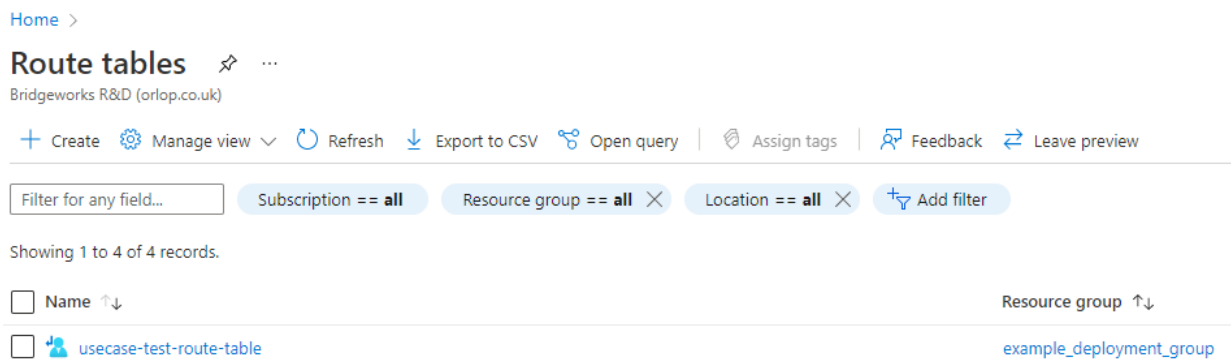 Home >
Route tables ...
Bridgeworks R&D (orlop.co.uk)
+ Create Manage view Refresh Export to CSV Open query Assign tags Feedback Leave preview
Filter for any field... Subscription == all Resource group == all Location == all Add filter
Showing 1 to 4 of 4 records.
Name Resource group
usecase-test-route-table example_deployment_group